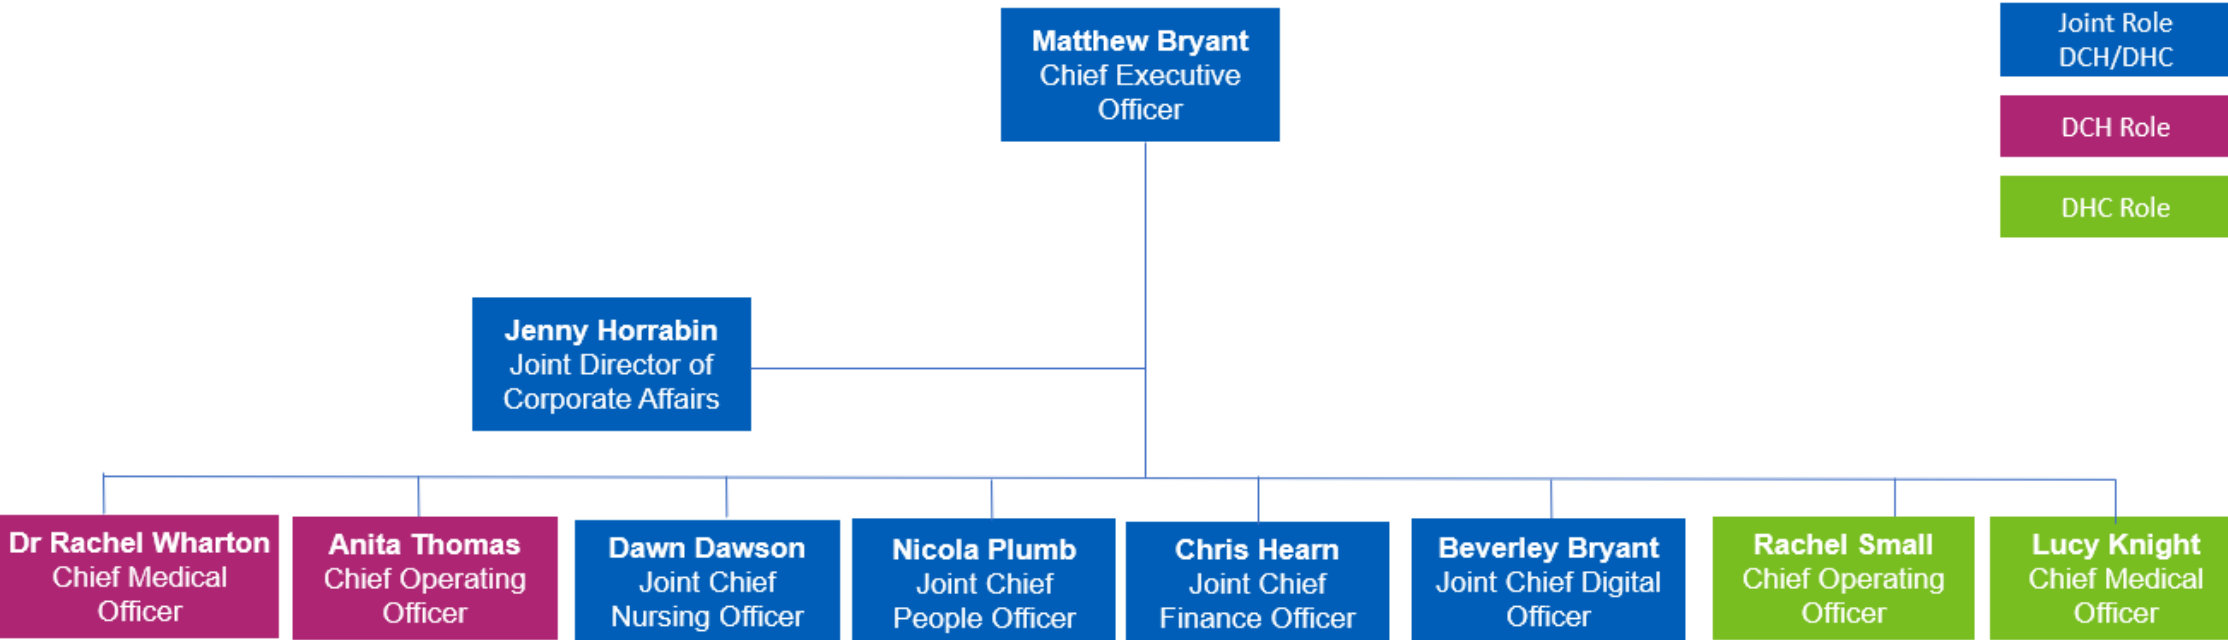 Matthew Bryant
Chief Executive
Officer
Joint Role
DCH/DHC
DCH Role
DHC Role
Jenny Horrabin
Joint Director of
Corporate Affairs
Dr Rachel Wharton
Chief Medical
Officer
Anita Thomas
Chief Operating
Officer
Dawn Dawson
Joint Chief
Nursing Officer
Nicola Plumb
Joint Chief
People Officer
Chris Hearn
Joint Chief
Finance Officer
Beverley Bryant
Joint Chief Digital
Officer
Rachel Small
Chief Operating
Officer
Lucy Knight
Chief Medical
Officer